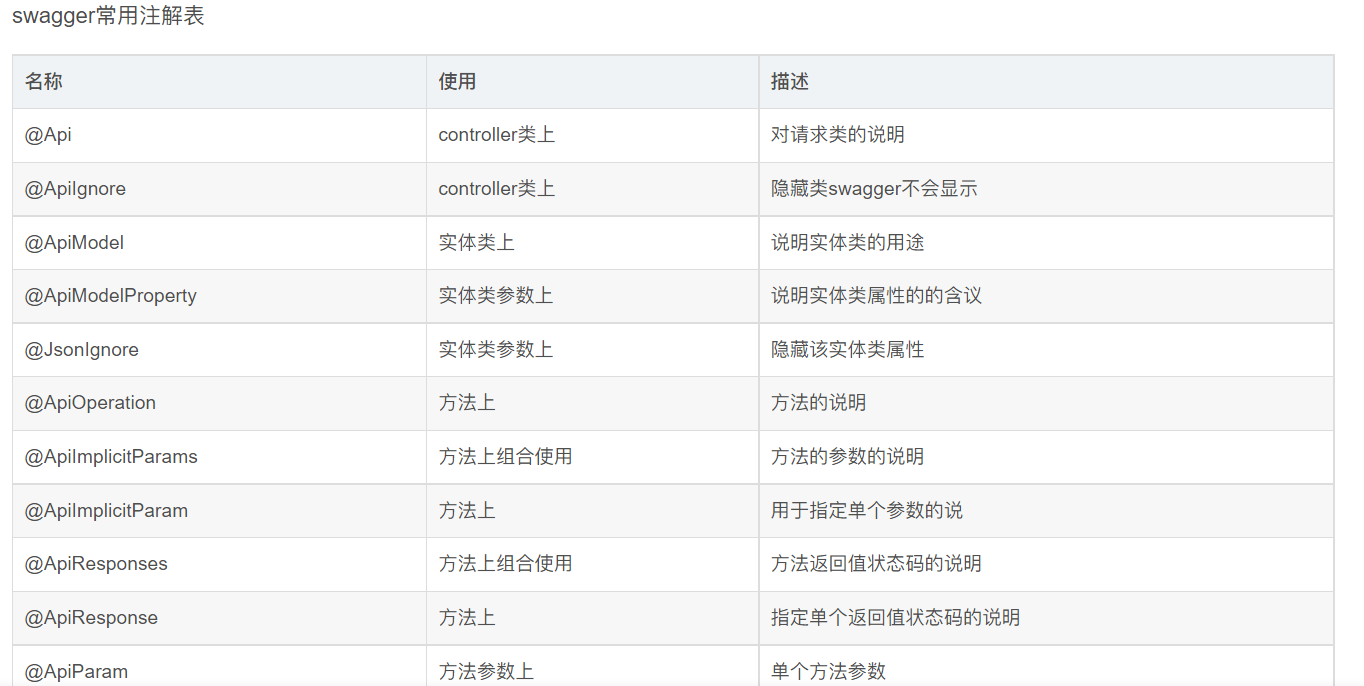 swagger常用注解表
名称 使用 描述
@Api controller类上 对请求类的说明
@ApiIgnore controller类上 隐藏类swagger不会显示
@ApiModel 实体类上 说明实体类的用途
@ApiModelProperty 实体类参数上 说明实体类属性的的含议
@JsonIgnore 实体类参数上 隐藏该实体类属性
@ApiOperation 方法上 方法的说明
@ApiImplicitParams 方法上组合使用 方法的参数的说明
@ApiImplicitParam 方法上 用于指定单个参数的说
@ApiResponses 方法上组合使用 方法返回值状态码的说明
@ApiResponse 方法上 指定单个返回值状态码的说明
@ApiParam 方法参数上 单个方法参数